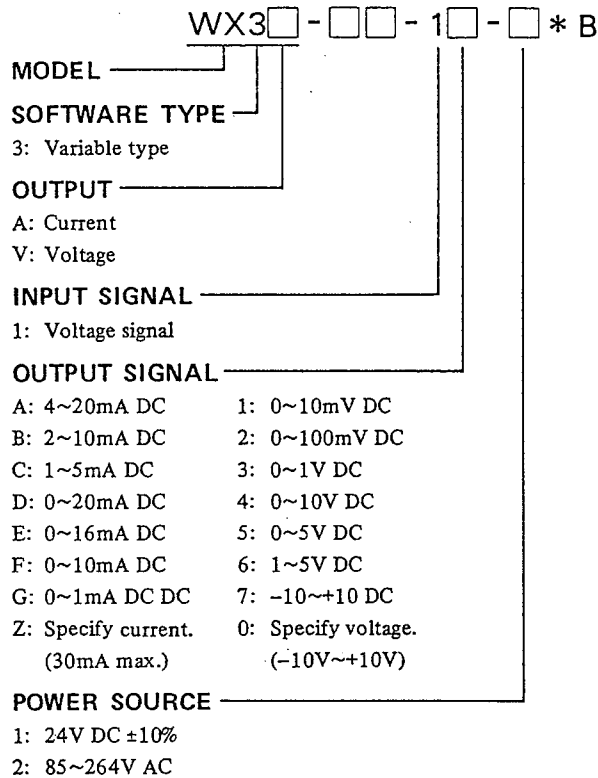 WX3□-□□-1□-□*B
MODEL
SOFTWARE TYPE
3: Variable type
OUTPUT
A: Current
V: Voltage
INPUT SIGNAL
1: Voltage signal
OUTPUT SIGNAL
A: 4~20mA DC 1: 0~10mV DC
B: 2~10mA DC 2: 0~100mV DC
C: 1~5mA DC 3: 0~1V DC
D: 0~20mA DC 4: 0~10V DC
E: 0~16mA DC 5: 0~5V DC
F: 0~10mA DC 6: 1~5V DC
G: 0~1mA DC DC 7: -10~+10 DC
Z: Specify current. 0: Specify voltage.
(30mA max.) (-10V~+10V)
POWER SOURCE
1: 24V DC ±10%
2: 85~264V AC